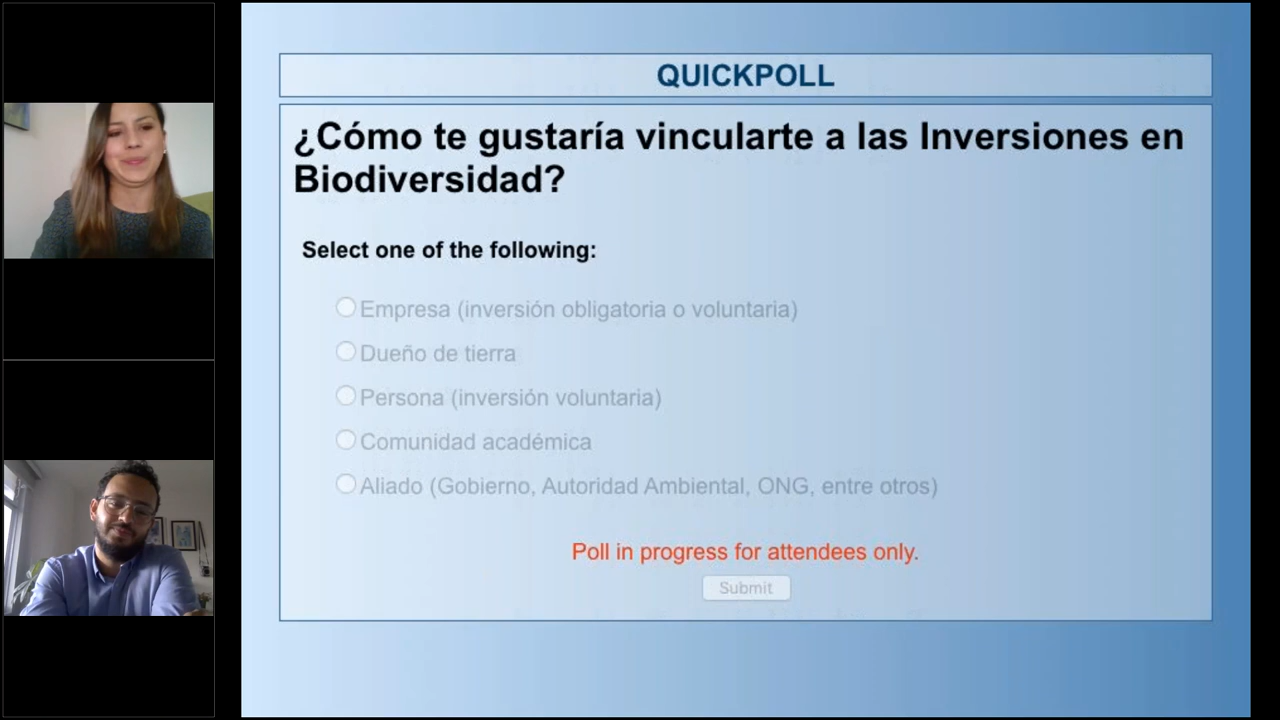 QUICKPOLL
¿Cómo te gustaría vincularte a las Inversiones en
Biodiversidad?
Select one of the following:
Empresa (inversión obligatoria o voluntaria)
Dueño de tierra
Persona (inversión voluntaria)
Comunidad académica
Aliado (Gobierno, Autoridad Ambiental, ONG, entre otros)
Poll in progress for attendees only.
Submit